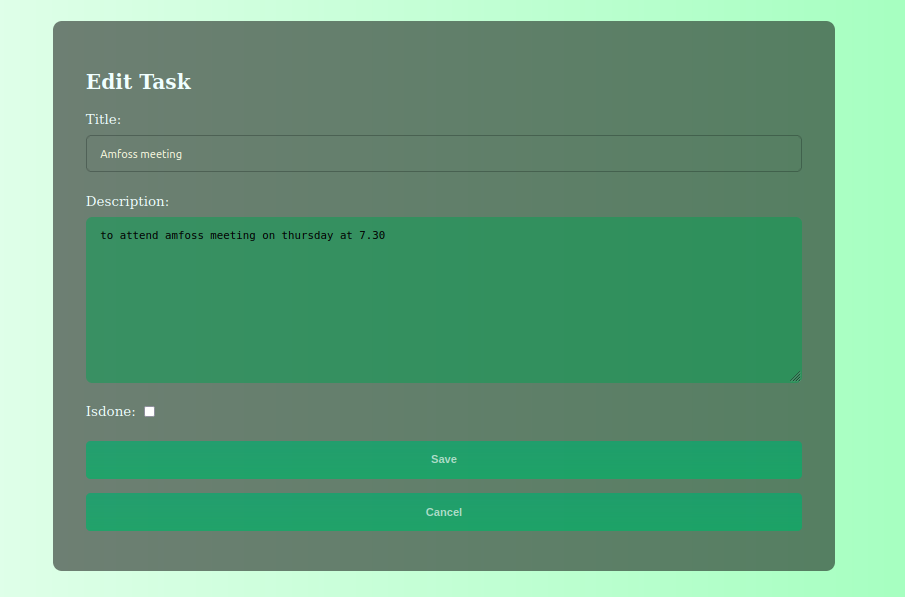 Edit Task
Title:
Amfoss meeting
Description:
to attend amfoss meeting on thursday at 7.30
Isdone:
Save
Cancel